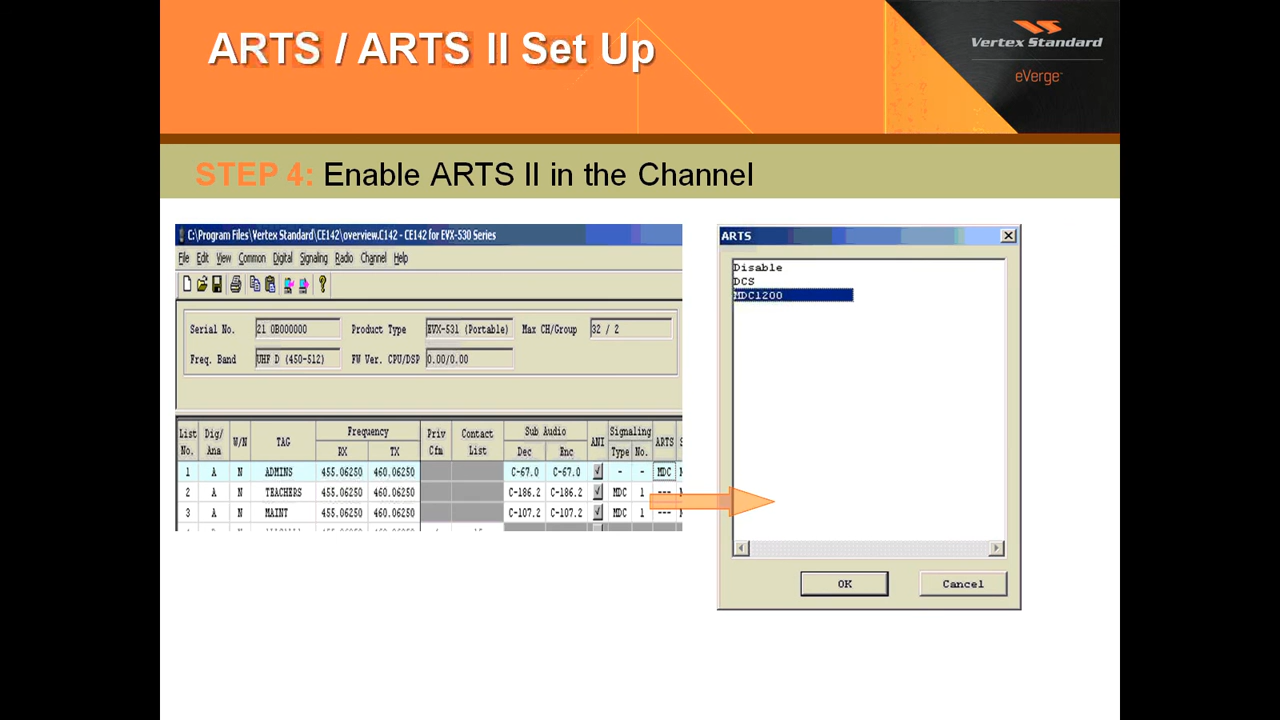 ARTS / ARTS II Set Up
Vertex Standard
eVerge
STEP 4: Enable ARTS II in the Channel
C:\Program Files\Vertex Standard\CE142\overview.C142 - CE142 for EVX-530 Series
File Edit View Common Digital Signaling Radio Channel Help
Serial No. 21 0B000000 Product Type EVX-531 (Portable) Max CH/Group 32 / 2
Freq. Band UHF D (450-512) FW Ver. CPU/DSP 0.00/0.00
List No. Dig/Ana W/N TAG Frequency RX TX Priv Cfm Contact List Sub Audio Dec Enc ANI Signaling Type No. ARTS
1 A N ADMINS 455.06250 460.06250 C-67.0 C-67.0 - - MDC
2 A N TEACHERS 455.06250 460.06250 C-186.2 C-186.2 MDC 1 ---
3 A N MAINT 455.06250 460.06250 C-107.2 C-107.2 MDC 1 ---
ARTS
Disable
DCS
MDC1200
OK Cancel